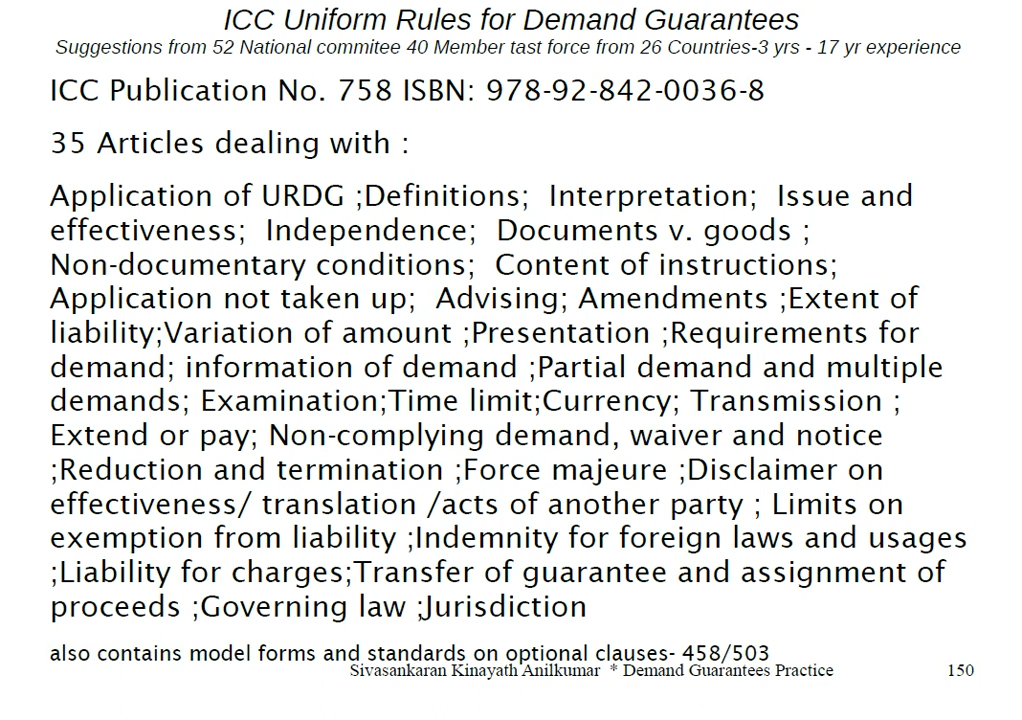 ICC Uniform Rules for Demand Guarantees
Suggestions from 52 National commitee 40 Member tast force from 26 Countries-3 yrs - 17 yr experience
ICC Publication No. 758 ISBN: 978-92-842-0036-8
35 Articles dealing with :
Application of URDG ;Definitions;  Interpretation;  Issue and
effectiveness;  Independence;  Documents v. goods ;
Non-documentary conditions;  Content of instructions;
Application not taken up;  Advising; Amendments ;Extent of
liability;Variation of amount ;Presentation ;Requirements for
demand; information of demand ;Partial demand and multiple
demands; Examination;Time limit;Currency; Transmission ;
Extend or pay; Non-complying demand, waiver and notice
;Reduction and termination ;Force majeure ;Disclaimer on
effectiveness/ translation /acts of another party ; Limits on
exemption from liability ;Indemnity for foreign laws and usages
;Liability for charges;Transfer of guarantee and assignment of
proceeds ;Governing law ;Jurisdiction
also contains model forms and standards on optional clauses- 458/503
Sivasankaran Kinayath Anilkumar  * Demand Guarantees Practice 150